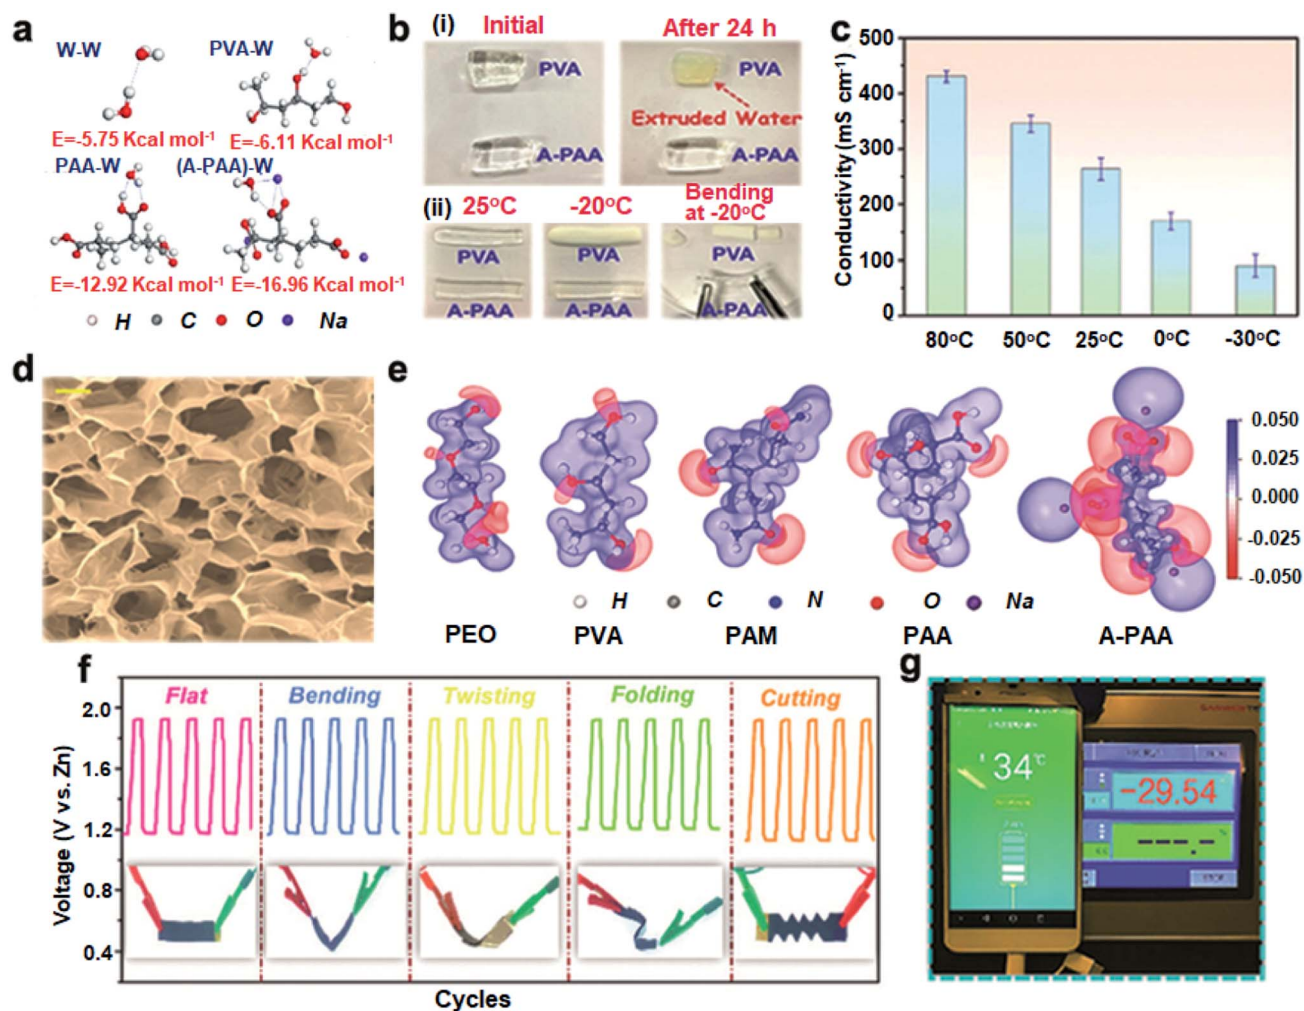 a
W-W
PVA-W
E=-5.75 Kcal mol⁻¹
E=-6.11 Kcal mol⁻¹
PAA-W
(A-PAA)-W
E=-12.92 Kcal mol⁻¹
E=-16.96 Kcal mol⁻¹
H C O Na
b
(i)
Initial
After 24 h
PVA
PVA
Extruded Water
A-PAA
A-PAA
(ii)
25°C
-20°C
Bending
at -20°C
PVA
PVA
PVA
A-PAA
A-PAA
A-PAA
c
Conductivity (mS cm⁻¹)
500
400
300
200
100
0
80°C 50°C 25°C 0°C -30°C
d
e
0.050
0.025
0.000
-0.025
-0.050
H C N O Na
PEO PVA PAM PAA A-PAA
f
Voltage (V vs. Zn)
2.0
1.6
1.2
0.8
0.4
Flat Bending Twisting Folding Cutting
Cycles
g
34°C
-29.54